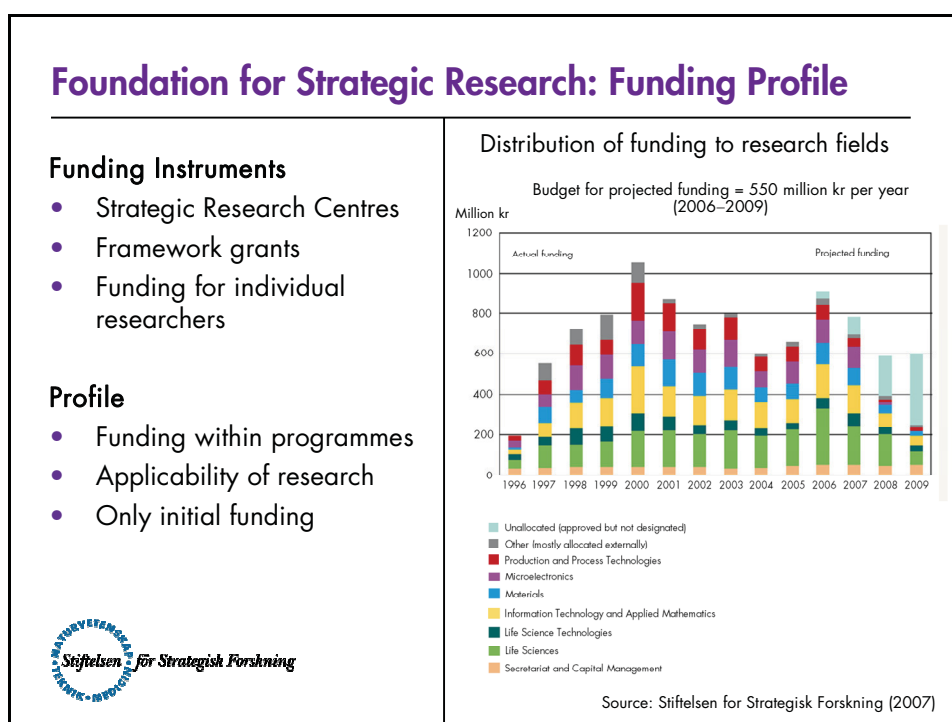 Foundation for Strategic Research: Funding Profile
Funding Instruments
• Strategic Research Centres
• Framework grants
• Funding for individual
researchers
Profile
• Funding within programmes
• Applicability of research
• Only initial funding
NATURVETENSKAP
TEKNIK • MEDICIN
Stiftelsen för Strategisk Forskning
Distribution of funding to research fields
Budget for projected funding = 550 million kr per year
(2006–2009)
Million kr
Actual funding
Projected funding
1200
1000
800
600
400
200
0
1996 1997 1998 1999 2000 2001 2002 2003 2004 2005 2006 2007 2008 2009
Unallocated (approved but not designated)
Other (mostly allocated externally)
Production and Process Technologies
Microelectronics
Materials
Information Technology and Applied Mathematics
Life Science Technologies
Life Sciences
Secretariat and Capital Management
Source: Stiftelsen for Strategisk Forskning (2007)